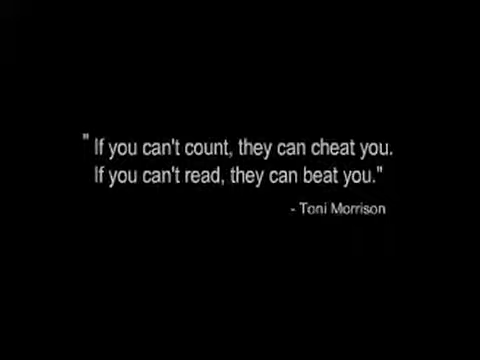 " If you can't count, they can cheat you.
If you can't read, they can beat you."
- Toni Morrison